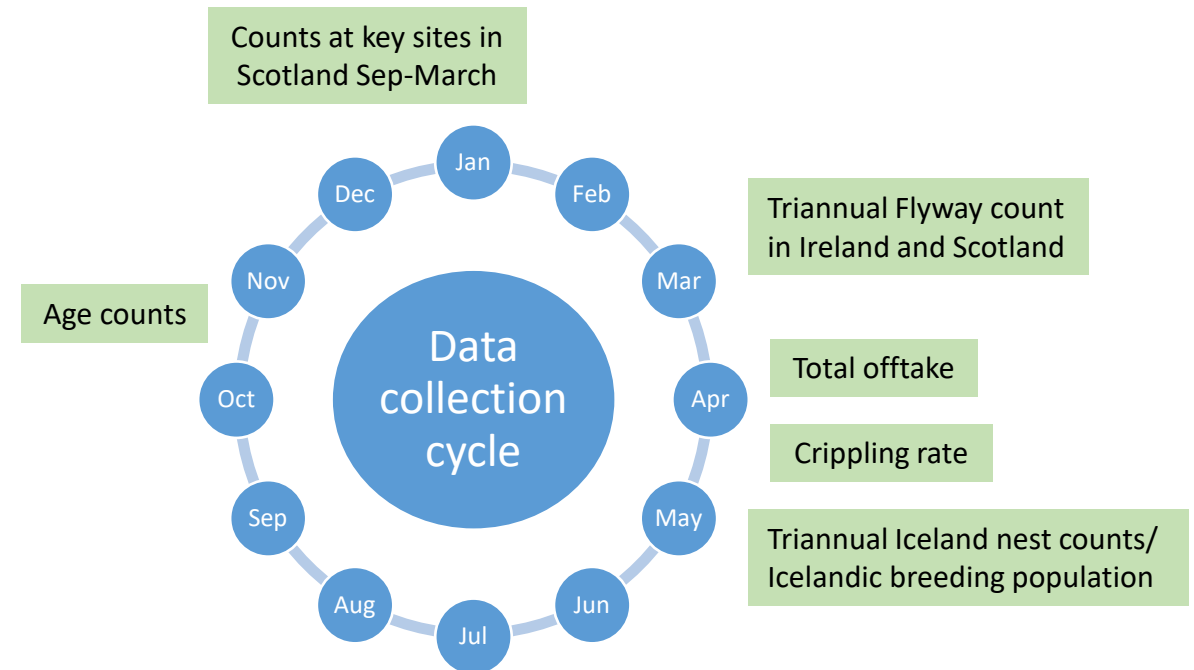 Counts at key sites in
Scotland Sep-March
Jan
Feb
Mar
Apr
May
Jun
Jul
Aug
Sep
Oct
Nov
Dec
Data
collection
cycle
Triannual Flyway count
in Ireland and Scotland
Total offtake
Crippling rate
Triannual Iceland nest counts/
Icelandic breeding population
Age counts